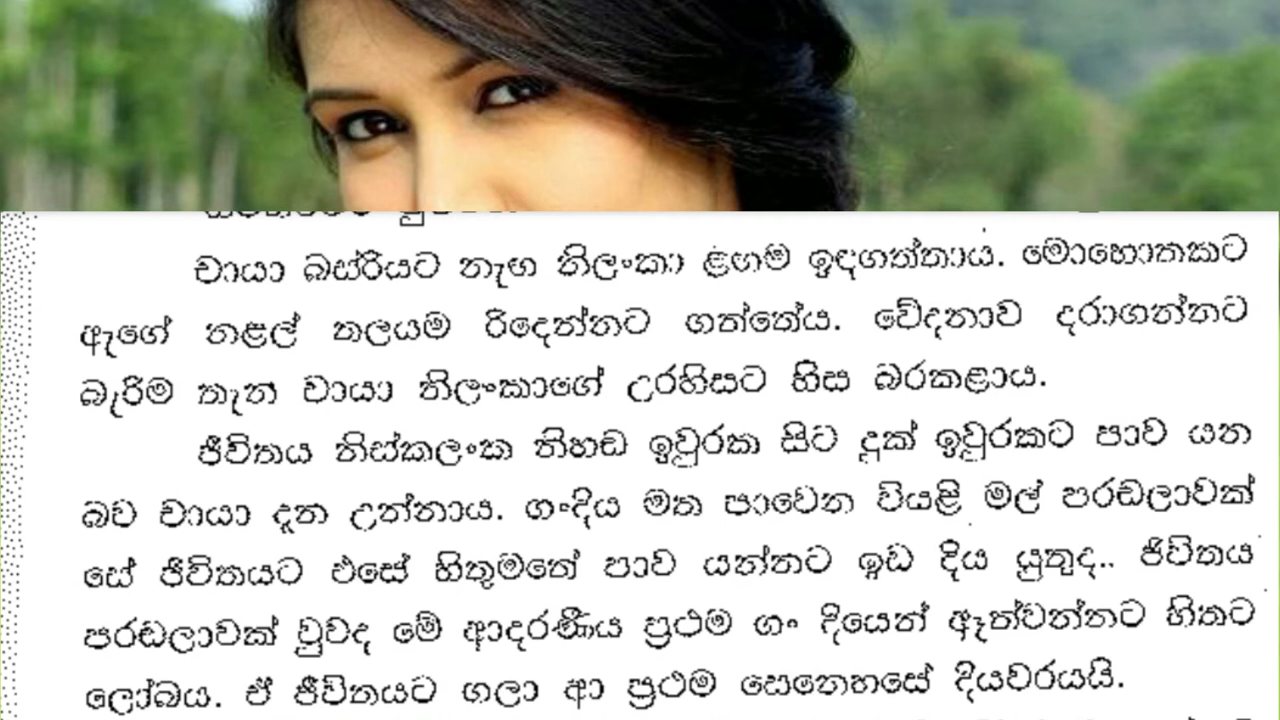 චායා බස්රියට නැඟ නිලංකා ළඟම ඉඳගත්තාය. මොහොතකට
ඇගේ නළල් තලයම රිදෙන්නට ගත්තේය. වේදනාව දරාගන්නට
බැරිම තැන චායා නිලංකාගේ උරහිසට හිස බරකළාය.
ජීවිතය නිස්කලංක නිහඬ ඉවුරක සිට දුක් ඉවුරකට පාව යන
බව චායා දැන උන්නාය. ගංදිය මත පාවෙන වියළි මල් පරඬලාවක්
සේ ජීවිතයට එසේ හිතුමතේ පාව යන්නට ඉඩ දිය යුතුද.. ජීවිතය
පරඬලාවක් වුවද මේ ආදරණීය ප්‍රථම ගං දියෙන් ඈත්වන්නට හිතට
ලෝබය. ඒ ජීවිතයට ගලා ආ ප්‍රථම සෙනෙහසේ දියවරයයි.